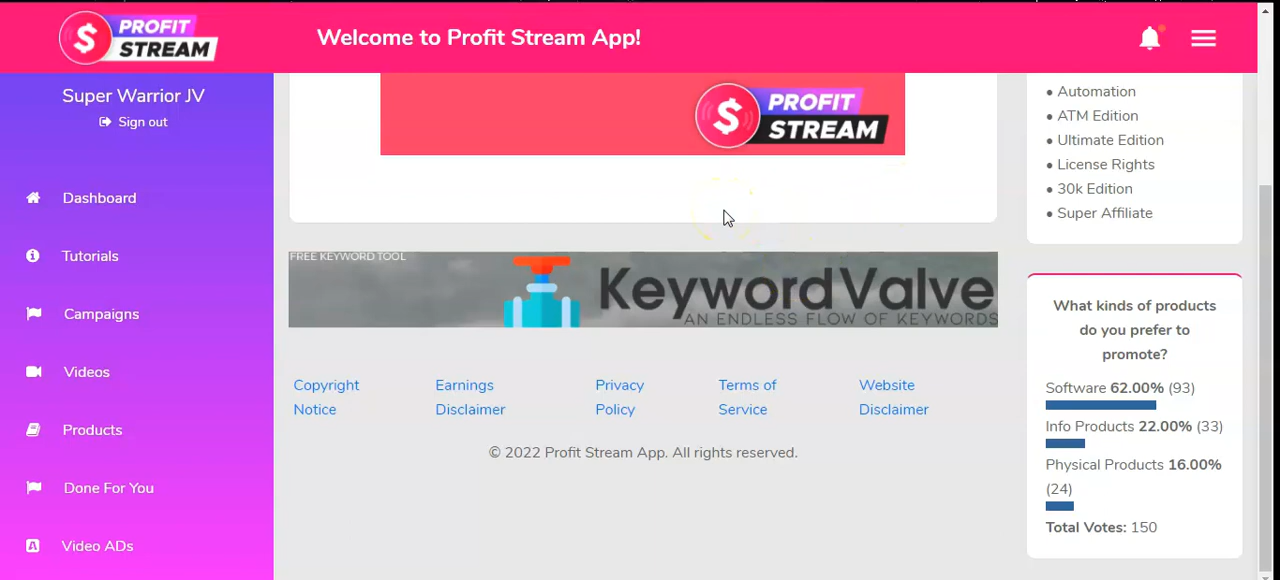 PROFIT
STREAM
Welcome to Profit Stream App!
Super Warrior JV
Sign out
Dashboard
Tutorials
Campaigns
Videos
Products
Done For You
Video ADs
PROFIT
STREAM
FREE KEYWORD TOOL
KeywordValve
AN ENDLESS FLOW OF KEYWORDS
Copyright
Notice
Earnings
Disclaimer
Privacy
Policy
Terms of
Service
Website
Disclaimer
© 2022 Profit Stream App. All rights reserved.
• Automation
• ATM Edition
• Ultimate Edition
• License Rights
• 30k Edition
• Super Affiliate
What kinds of products
do you prefer to
promote?
Software 62.00% (93)
Info Products 22.00% (33)
Physical Products 16.00%
(24)
Total Votes: 150